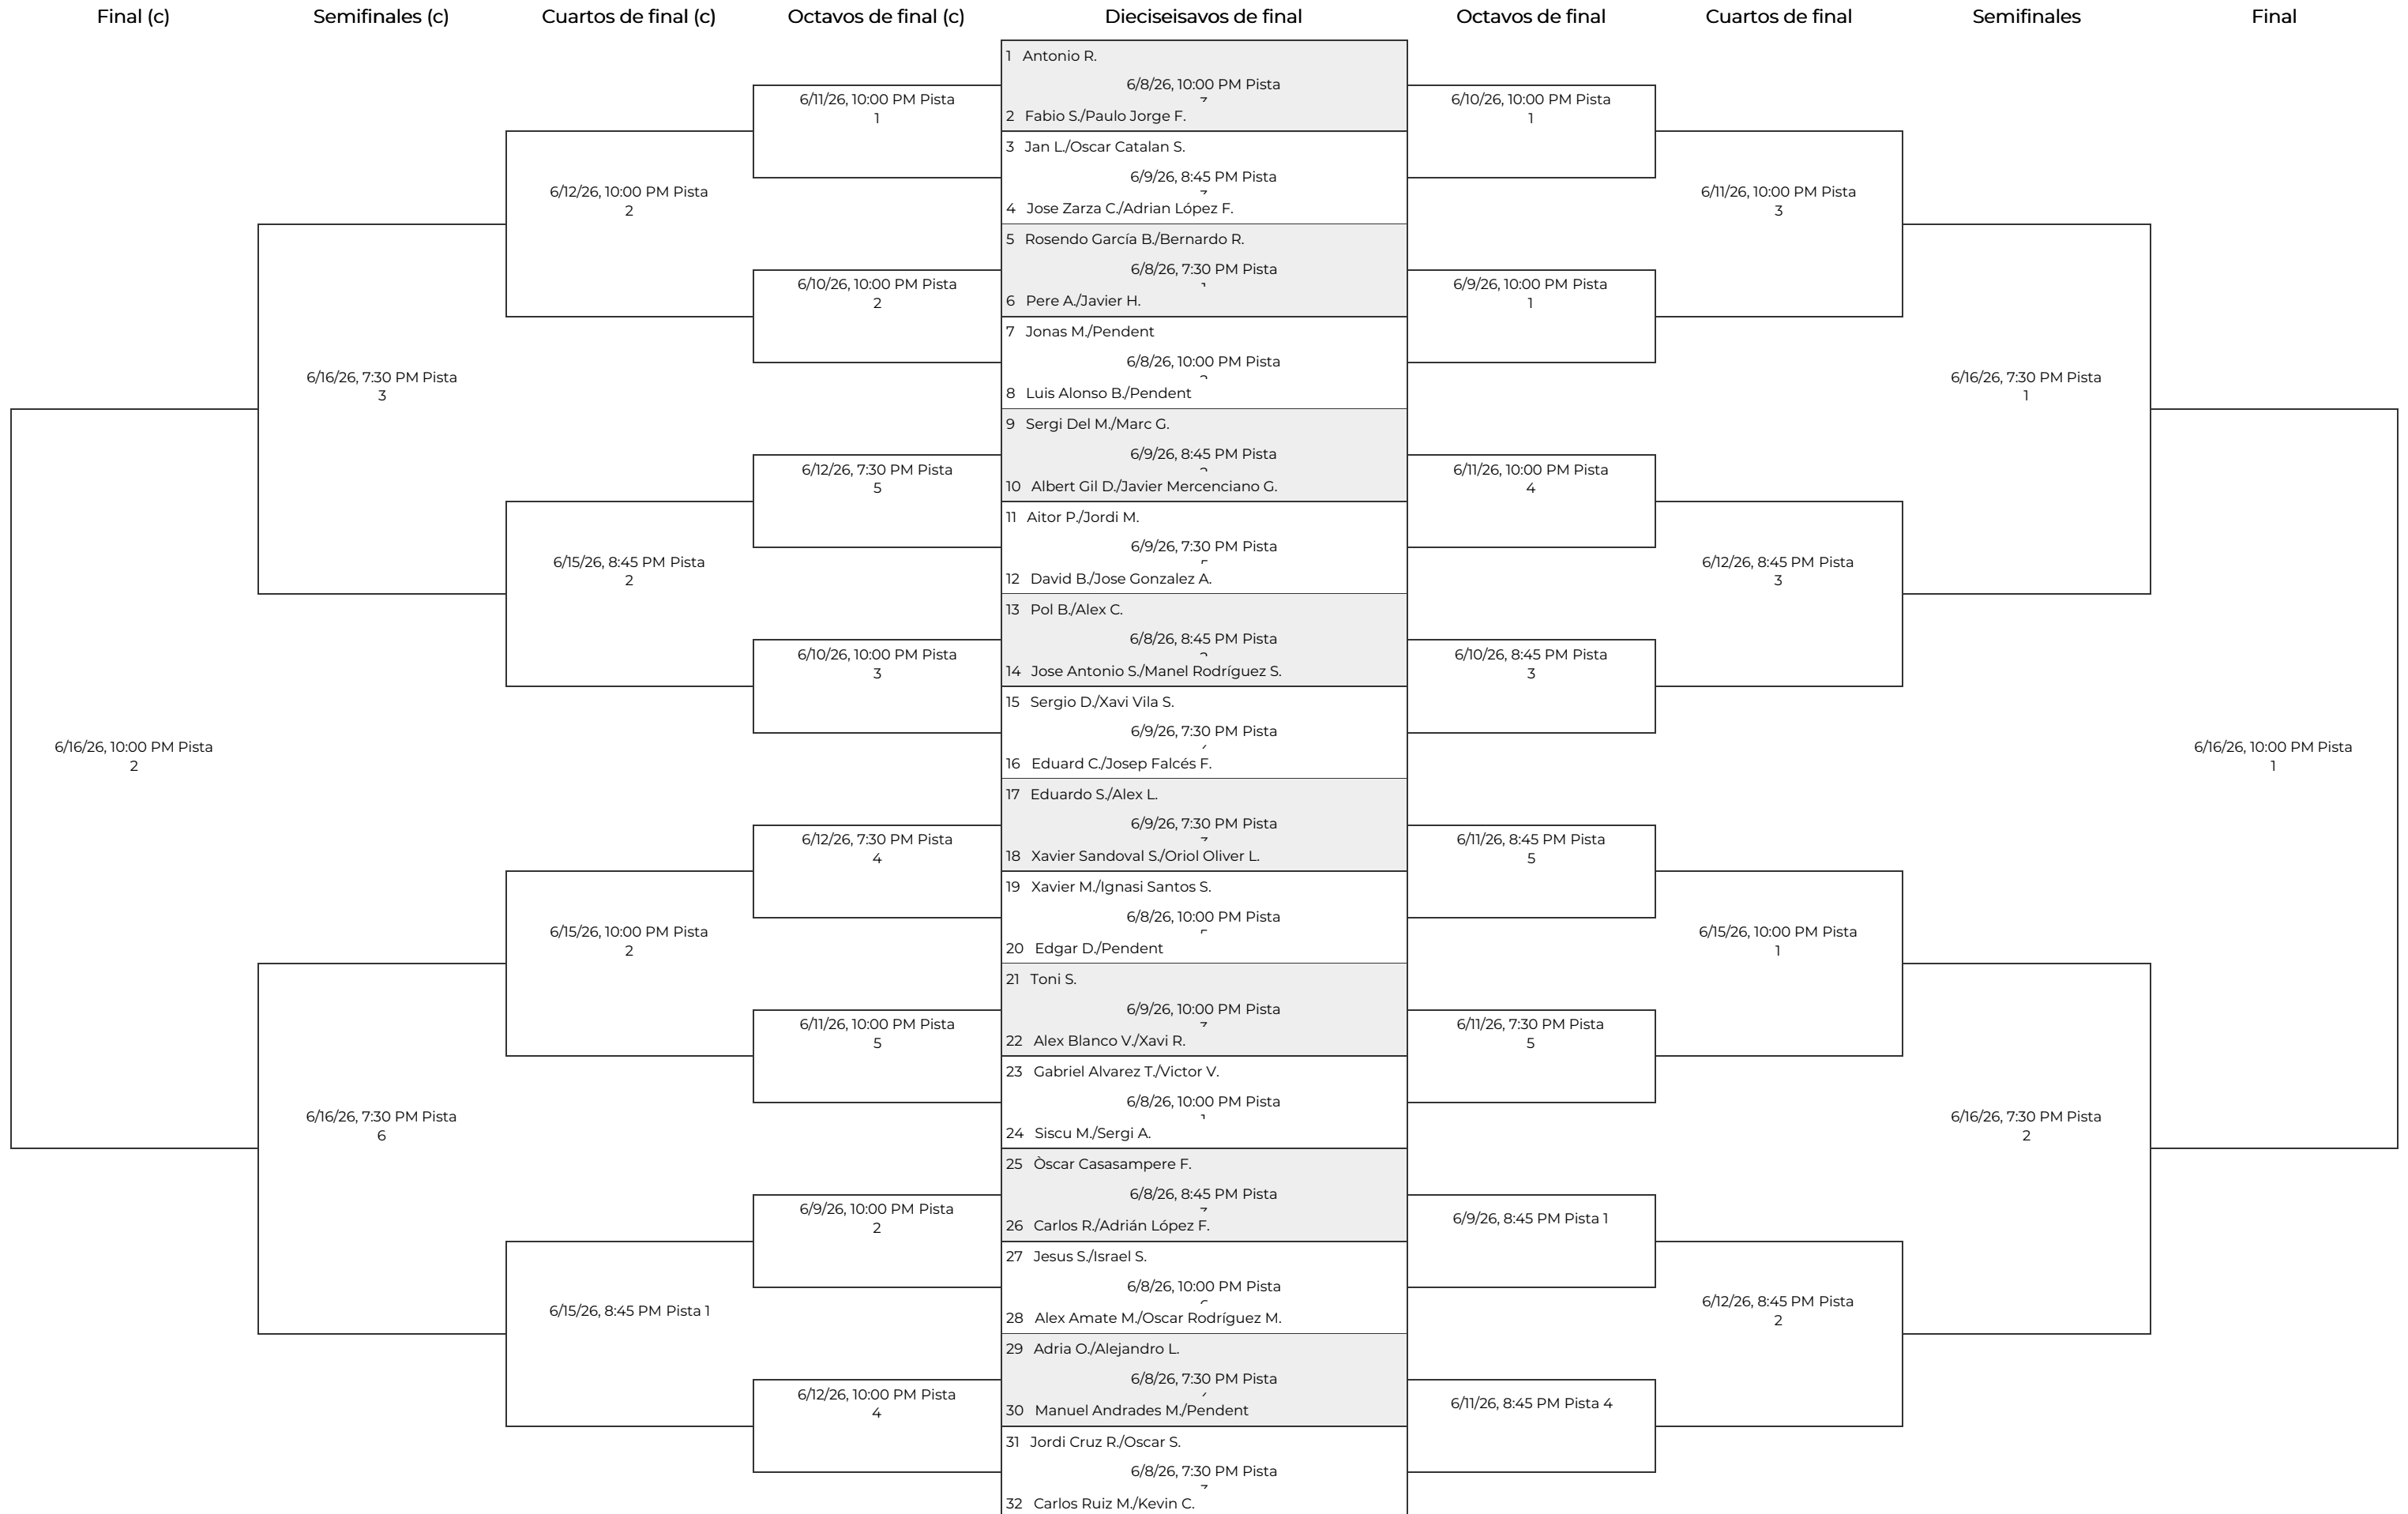 Final (c)
Semifinales (c)
Cuartos de final (c)
Octavos de final (c)
Dieciseisavos de final
Octavos de final
Cuartos de final
Semifinales
Final
6/16/26, 10:00 PM Pista
2
6/16/26, 7:30 PM Pista
3
6/16/26, 7:30 PM Pista
6
6/12/26, 10:00 PM Pista
2
6/15/26, 8:45 PM Pista
2
6/15/26, 10:00 PM Pista
2
6/15/26, 8:45 PM Pista 1
6/11/26, 10:00 PM Pista
1
6/10/26, 10:00 PM Pista
2
6/12/26, 7:30 PM Pista
5
6/10/26, 10:00 PM Pista
3
6/12/26, 7:30 PM Pista
4
6/11/26, 10:00 PM Pista
5
6/9/26, 10:00 PM Pista
2
6/12/26, 10:00 PM Pista
4
1 Antonio R.
6/8/26, 10:00 PM Pista
2 Fabio S./Paulo Jorge F.
3 Jan L./Oscar Catalan S.
6/9/26, 8:45 PM Pista
4 Jose Zarza C./Adrian López F.
5 Rosendo García B./Bernardo R.
6/8/26, 7:30 PM Pista
6 Pere A./Javier H.
7 Jonas M./Pendent
6/8/26, 10:00 PM Pista
8 Luis Alonso B./Pendent
9 Sergi Del M./Marc G.
6/9/26, 8:45 PM Pista
10 Albert Gil D./Javier Mercenciano G.
11 Aitor P./Jordi M.
6/9/26, 7:30 PM Pista
12 David B./Jose Gonzalez A.
13 Pol B./Alex C.
6/8/26, 8:45 PM Pista
14 Jose Antonio S./Manel Rodríguez S.
15 Sergio D./Xavi Vila S.
6/9/26, 7:30 PM Pista
16 Eduard C./Josep Falcés F.
17 Eduardo S./Alex L.
6/9/26, 7:30 PM Pista
18 Xavier Sandoval S./Oriol Oliver L.
19 Xavier M./Ignasi Santos S.
6/8/26, 10:00 PM Pista
20 Edgar D./Pendent
21 Toni S.
6/9/26, 10:00 PM Pista
22 Alex Blanco V./Xavi R.
23 Gabriel Alvarez T./Victor V.
6/8/26, 10:00 PM Pista
24 Siscu M./Sergi A.
25 Òscar Casasampere F.
6/8/26, 8:45 PM Pista
26 Carlos R./Adrián López F.
27 Jesus S./Israel S.
6/8/26, 10:00 PM Pista
28 Alex Amate M./Oscar Rodríguez M.
29 Adria O./Alejandro L.
6/8/26, 7:30 PM Pista
30 Manuel Andrades M./Pendent
31 Jordi Cruz R./Oscar S.
6/8/26, 7:30 PM Pista
32 Carlos Ruiz M./Kevin C.
6/10/26, 10:00 PM Pista
1
6/9/26, 10:00 PM Pista
1
6/11/26, 10:00 PM Pista
4
6/10/26, 8:45 PM Pista
3
6/11/26, 8:45 PM Pista
5
6/11/26, 7:30 PM Pista
5
6/9/26, 8:45 PM Pista 1
6/11/26, 8:45 PM Pista 4
6/11/26, 10:00 PM Pista
3
6/12/26, 8:45 PM Pista
3
6/15/26, 10:00 PM Pista
1
6/12/26, 8:45 PM Pista
2
6/16/26, 7:30 PM Pista
1
6/16/26, 7:30 PM Pista
2
6/16/26, 10:00 PM Pista
1